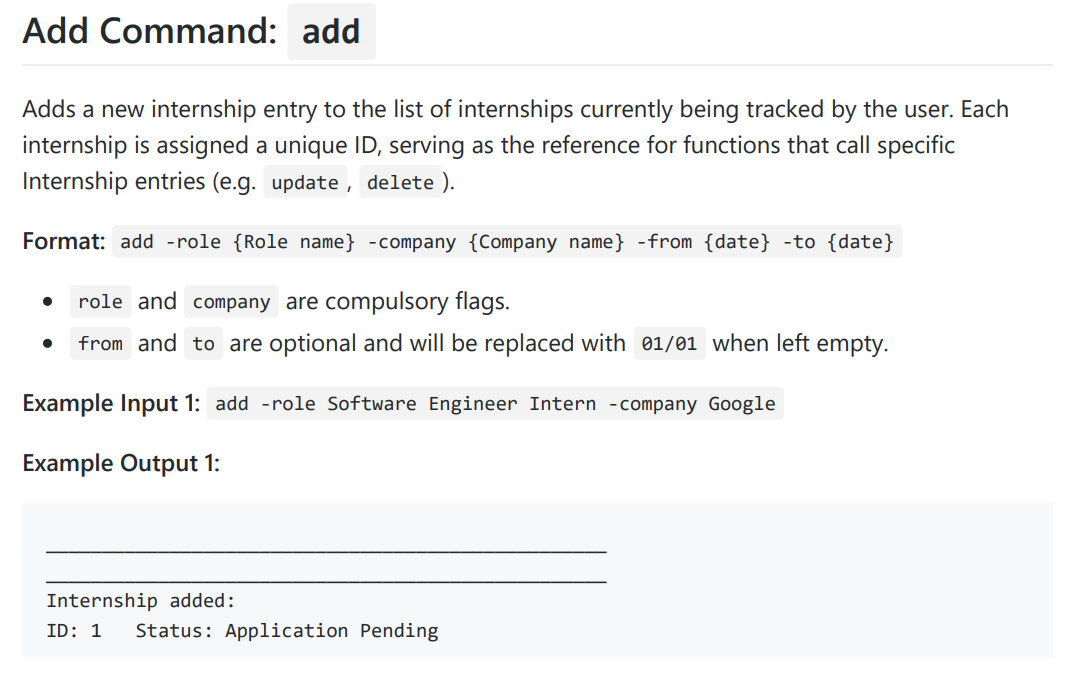 Add Command: add
Adds a new internship entry to the list of internships currently being tracked by the user. Each
internship is assigned a unique ID, serving as the reference for functions that call specific
Internship entries (e.g. update, delete).
Format: add -role {Role name} -company {Company name} -from {date} -to {date}
• role and company are compulsory flags.
• from and to are optional and will be replaced with 01/01 when left empty.
Example Input 1: add -role Software Engineer Intern -company Google
Example Output 1:
__________________________________________________
__________________________________________________
Internship added:
ID: 1   Status: Application Pending